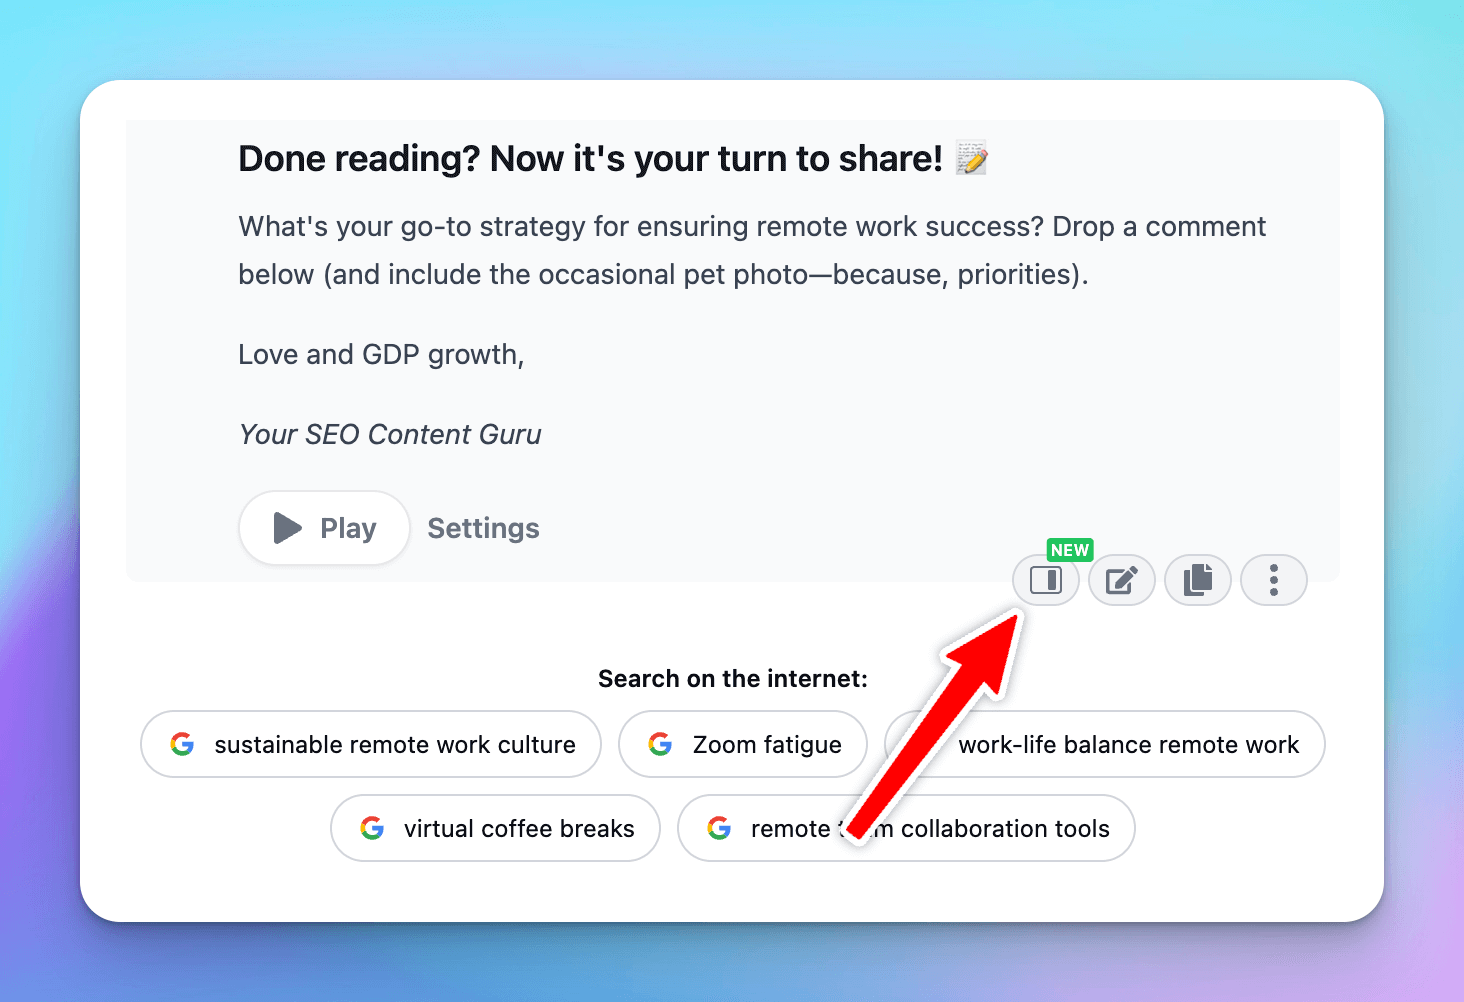 Done reading? Now it's your turn to share! 📝
What's your go-to strategy for ensuring remote work success? Drop a comment
below (and include the occasional pet photo—because, priorities).
Love and GDP growth,
Your SEO Content Guru
Play Settings
NEW
Search on the internet:
sustainable remote work culture Zoom fatigue work-life balance remote work
virtual coffee breaks remote collaboration tools